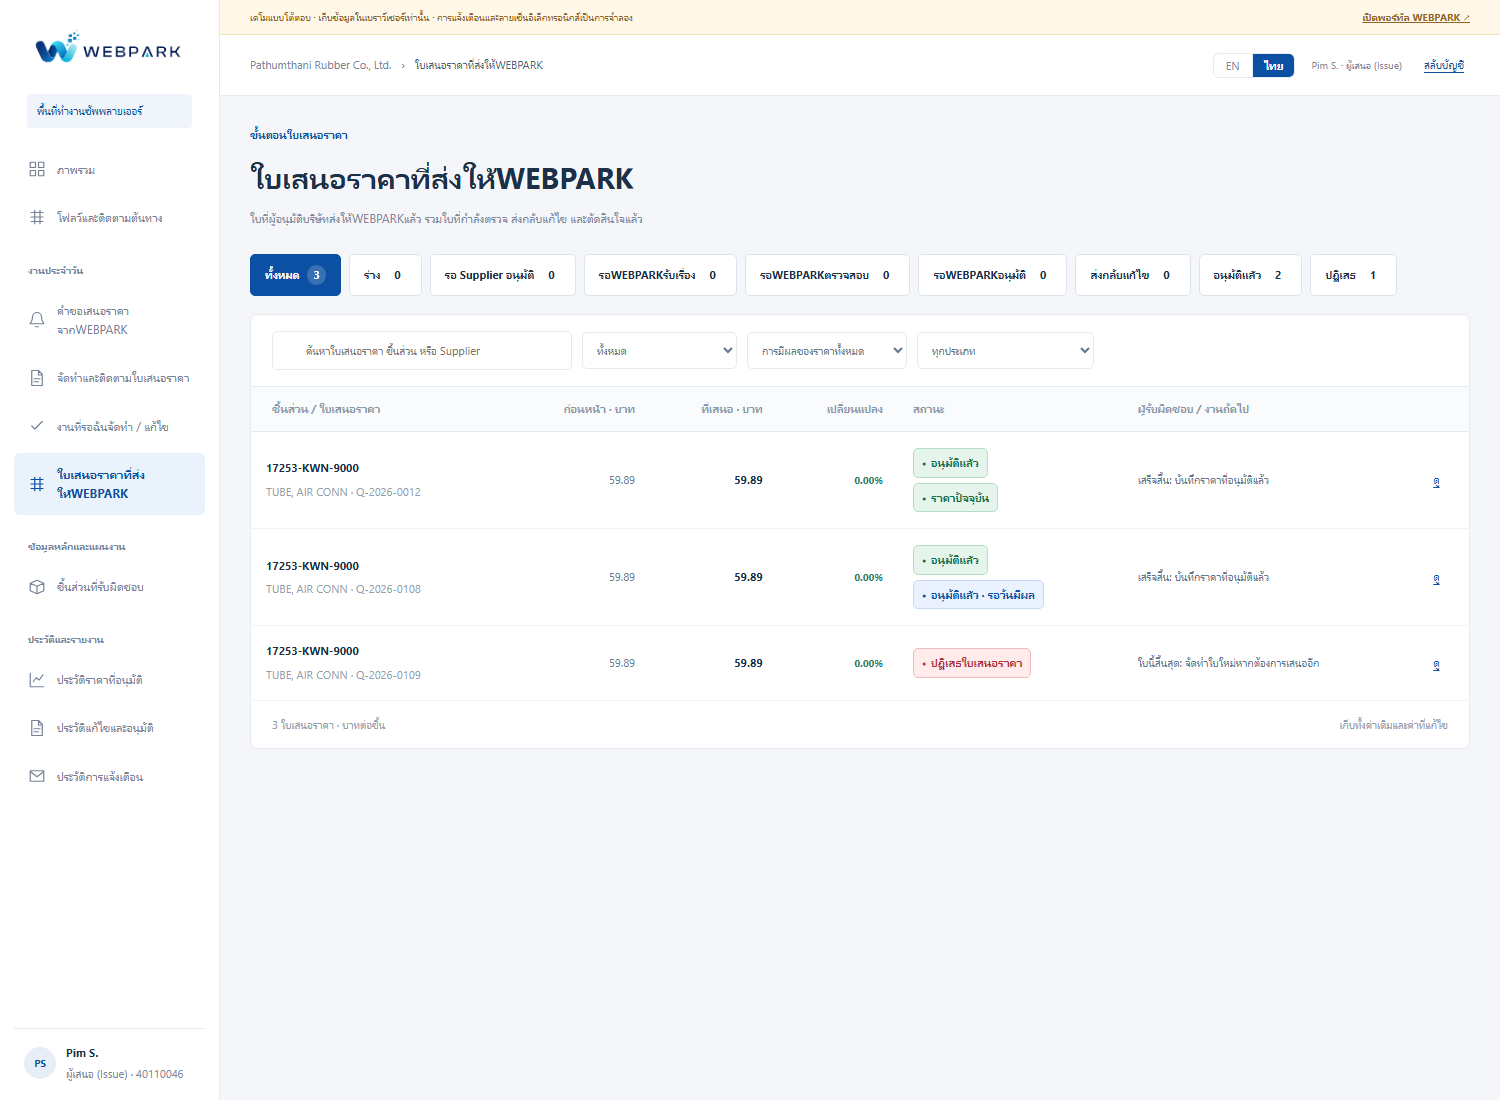 เดโมแบบโต้ตอบ · เก็บข้อมูลในเบราว์เซอร์เท่านั้น · การแจ้งเตือนและลายเซ็นอิเล็กทรอนิกส์เป็นการจำลอง
เปิดพอร์ทัล WEBPARK ↗
WEBPARK
Pathumthani Rubber Co., Ltd. › ใบเสนอราคาที่ส่งให้WEBPARK
EN ไทย
Pim S. · ผู้เสนอ (Issue)
สลับบัญชี
พื้นที่ทำงานซัพพลายเออร์
ภาพรวม
โฟลว์และติดตามต้นทาง
งานประจำวัน
คำขอเสนอราคา
จากWEBPARK
จัดทำและติดตามใบเสนอราคา
งานที่รอฉันจัดทำ / แก้ไข
ใบเสนอราคาที่ส่ง
ให้WEBPARK
ข้อมูลหลักและแผนงาน
ชิ้นส่วนที่รับผิดชอบ
ประวัติและรายงาน
ประวัติราคาที่อนุมัติ
ประวัติแก้ไขและอนุมัติ
ประวัติการแจ้งเตือน
PS
Pim S.
ผู้เสนอ (Issue) · 40110046
ขั้นตอนใบเสนอราคา
ใบเสนอราคาที่ส่งให้WEBPARK
ใบที่ผู้อนุมัติบริษัทส่งให้WEBPARKแล้ว รวมใบที่กำลังตรวจ ส่งกลับแก้ไข และตัดสินใจแล้ว
ทั้งหมด 3
ร่าง 0
รอ Supplier อนุมัติ 0
รอWEBPARKรับเรื่อง 0
รอWEBPARKตรวจสอบ 0
รอWEBPARKอนุมัติ 0
ส่งกลับแก้ไข 0
อนุมัติแล้ว 2
ปฏิเสธ 1
ค้นหาใบเสนอราคา ชิ้นส่วน หรือ Supplier
ทั้งหมด
การมีผลของราคาทั้งหมด
ทุกประเภท
ชิ้นส่วน / ใบเสนอราคา ก่อนหน้า · บาท ที่เสนอ · บาท เปลี่ยนแปลง สถานะ ผู้รับผิดชอบ / งานถัดไป
17253-KWN-9000
TUBE, AIR CONN · Q-2026-0012
59.89 59.89 0.00%
• อนุมัติแล้ว
• ราคาปัจจุบัน
เสร็จสิ้น: บันทึกราคาที่อนุมัติแล้ว
ดู
17253-KWN-9000
TUBE, AIR CONN · Q-2026-0108
59.89 59.89 0.00%
• อนุมัติแล้ว
• อนุมัติแล้ว · รอวันมีผล
เสร็จสิ้น: บันทึกราคาที่อนุมัติแล้ว
ดู
17253-KWN-9000
TUBE, AIR CONN · Q-2026-0109
59.89 59.89 0.00%
• ปฏิเสธใบเสนอราคา
ใบนี้สิ้นสุด: จัดทำใบใหม่หากต้องการเสนออีก
ดู
3 ใบเสนอราคา · บาทต่อชิ้น
เก็บทั้งค่าเดิมและค่าที่แก้ไข